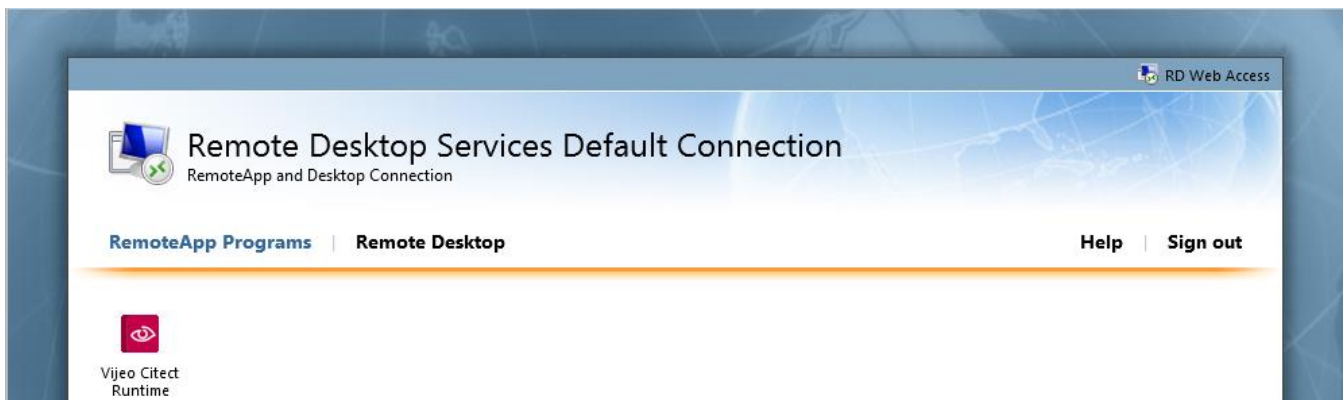 RD Web Access
Remote Desktop Services Default Connection
RemoteApp and Desktop Connection
RemoteApp Programs | Remote Desktop Help | Sign out
Vijeo Citect
Runtime